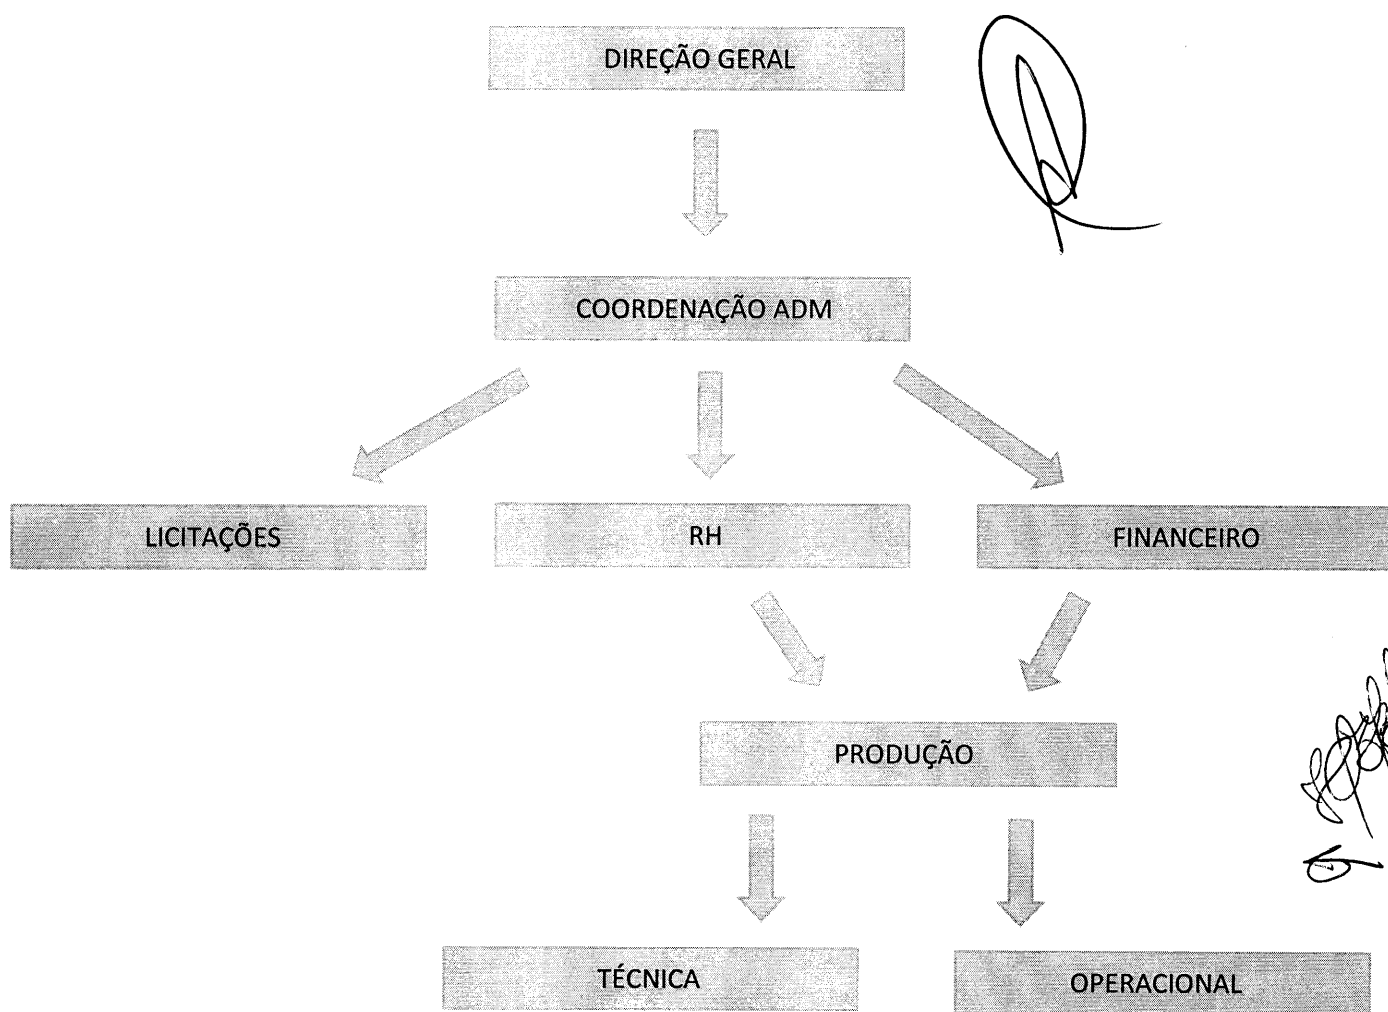 DIREÇÃO GERAL
COORDENAÇÃO ADM
LICITAÇÕES
RH
FINANCEIRO
PRODUÇÃO
TÉCNICA
OPERACIONAL